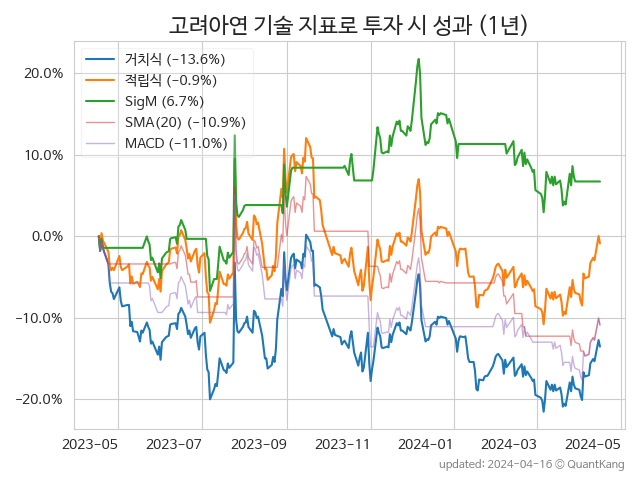 고려아연 기술 지표로 투자 시 성과 (1년)
거치식 (−13.6%)
적립식 (−0.9%)
SigM (6.7%)
SMA(20) (−10.9%)
MACD (−11.0%)
20.0%
10.0%
0.0%
−10.0%
−20.0%
2023-05 2023-07 2023-09 2023-11 2024-01 2024-03 2024-05
updated: 2024-04-16 © QuantKang